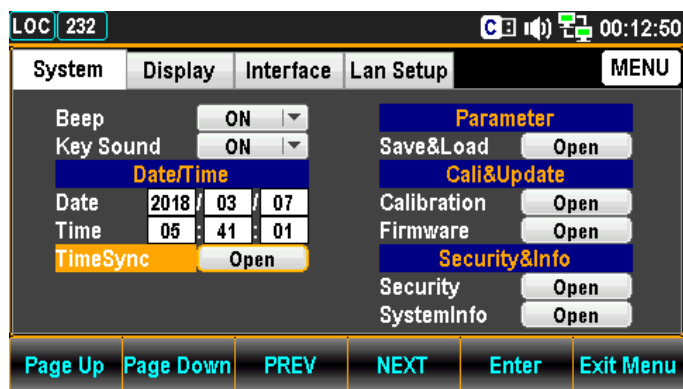 LOC 232 C 00:12:50
System Display Interface Lan Setup MENU
Beep ON
Key Sound ON
Date/Time
Date 2018 / 03 / 07
Time 05 : 41 : 01
TimeSync Open
Parameter
Save&Load Open
Cali&Update
Calibration Open
Firmware Open
Security&Info
Security Open
SystemInfo Open
Page Up Page Down PREV NEXT Enter Exit Menu